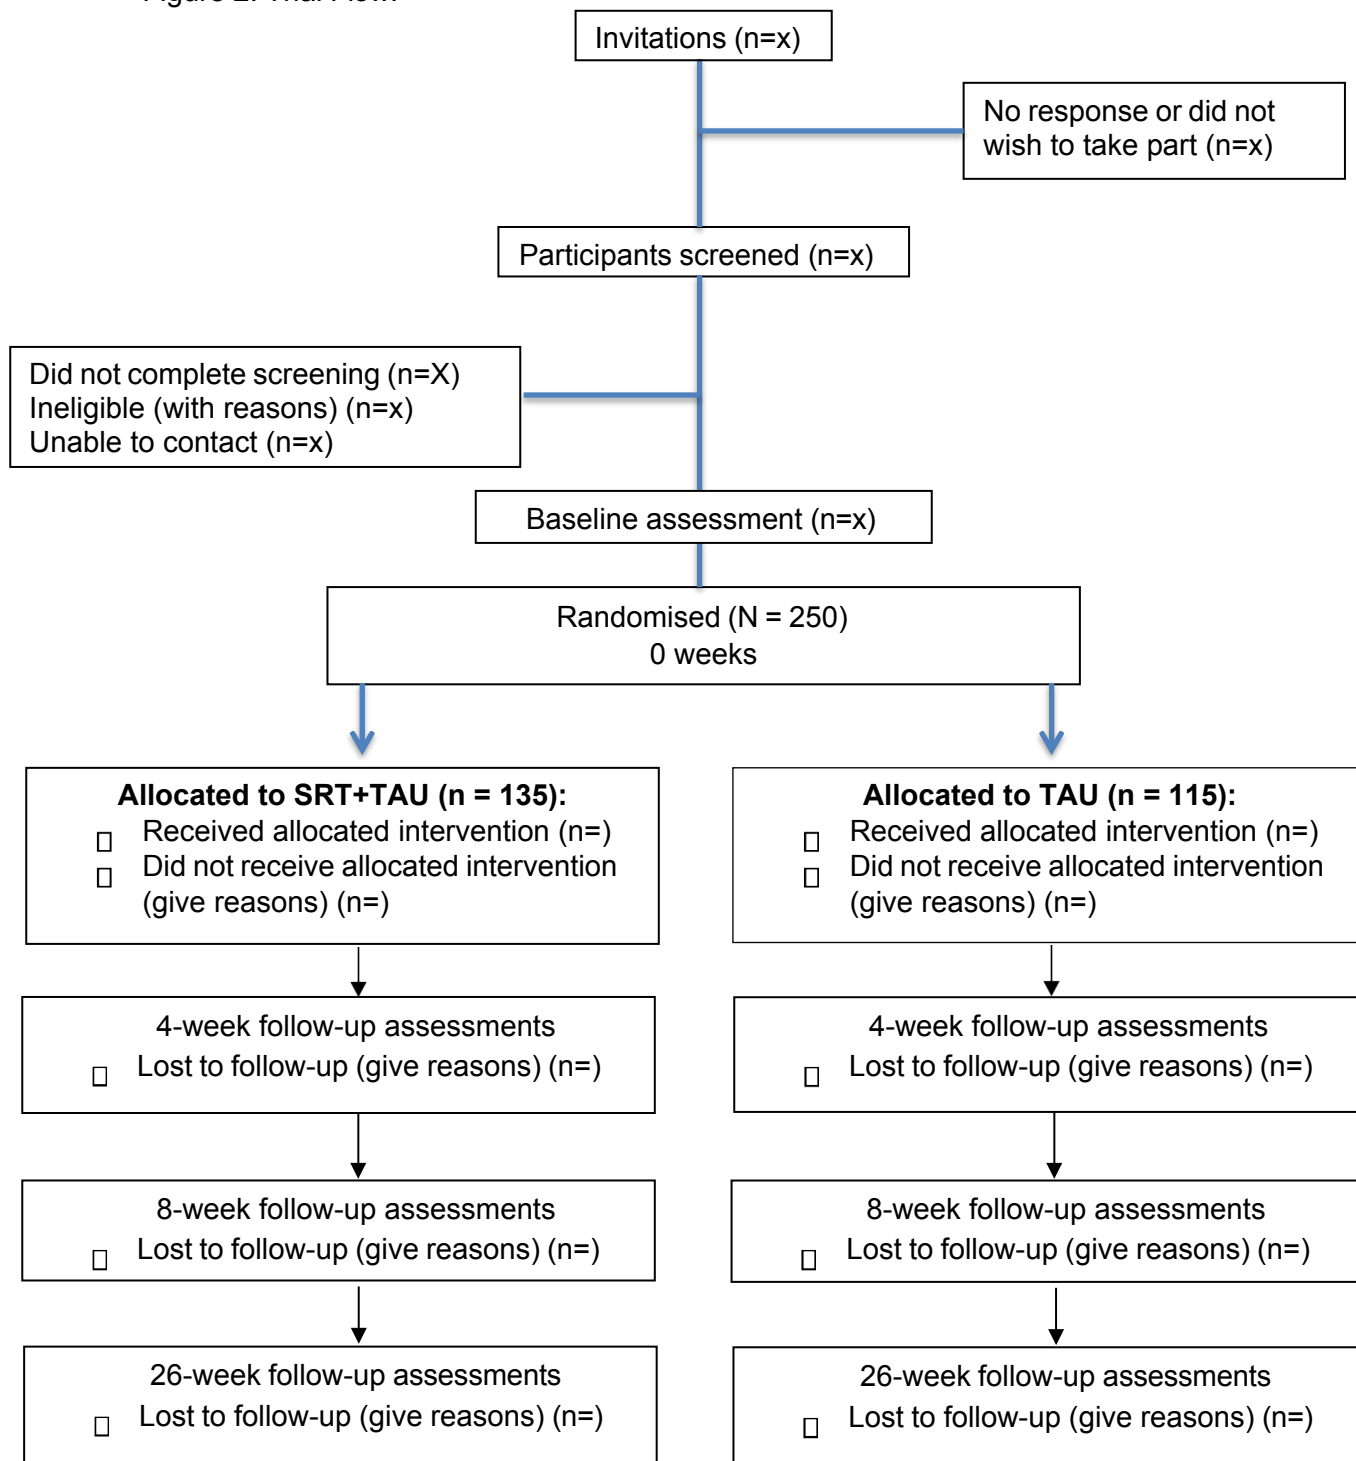 Figure 2. Trial Flow
Invitations (n=x)
No response or did not
wish to take part (n=x)
Participants screened (n=x)
Did not complete screening (n=X)
Ineligible (with reasons) (n=x)
Unable to contact (n=x)
Baseline assessment (n=x)
Randomised (N = 250)
0 weeks
Allocated to SRT+TAU (n = 135):
Received allocated intervention (n=)
Did not receive allocated intervention
(give reasons) (n=)
Allocated to TAU (n = 115):
Received allocated intervention (n=)
Did not receive allocated intervention
(give reasons) (n=)
4-week follow-up assessments
Lost to follow-up (give reasons) (n=)
4-week follow-up assessments
Lost to follow-up (give reasons) (n=)
8-week follow-up assessments
Lost to follow-up (give reasons) (n=)
8-week follow-up assessments
Lost to follow-up (give reasons) (n=)
26-week follow-up assessments
Lost to follow-up (give reasons) (n=)
26-week follow-up assessments
Lost to follow-up (give reasons) (n=)